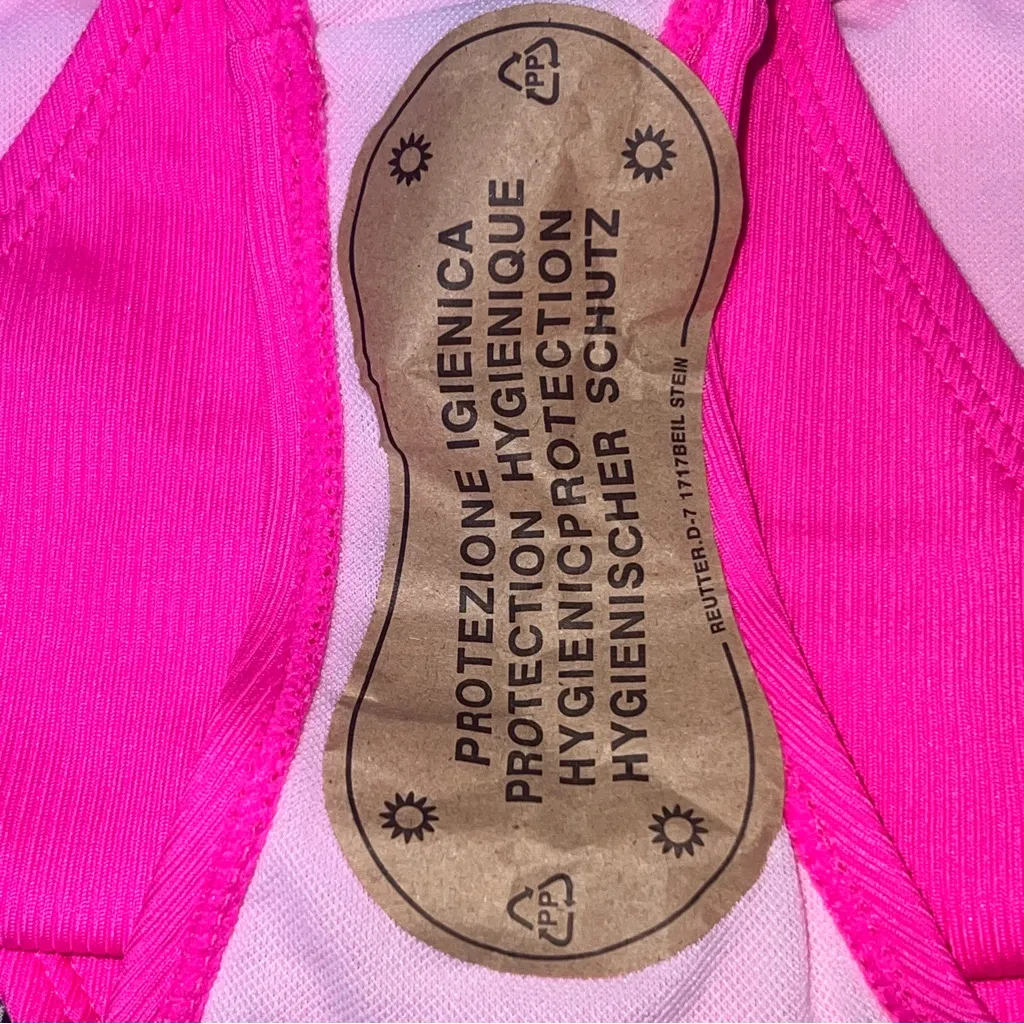 PP
PROTEZIONE IGIENICA
PROTECTION HYGIENIQUE
HYGIENICPROTECTION
HYGIENISCHER SCHUTZ
REUTTER.D-7 1717BEIL STEIN
PP